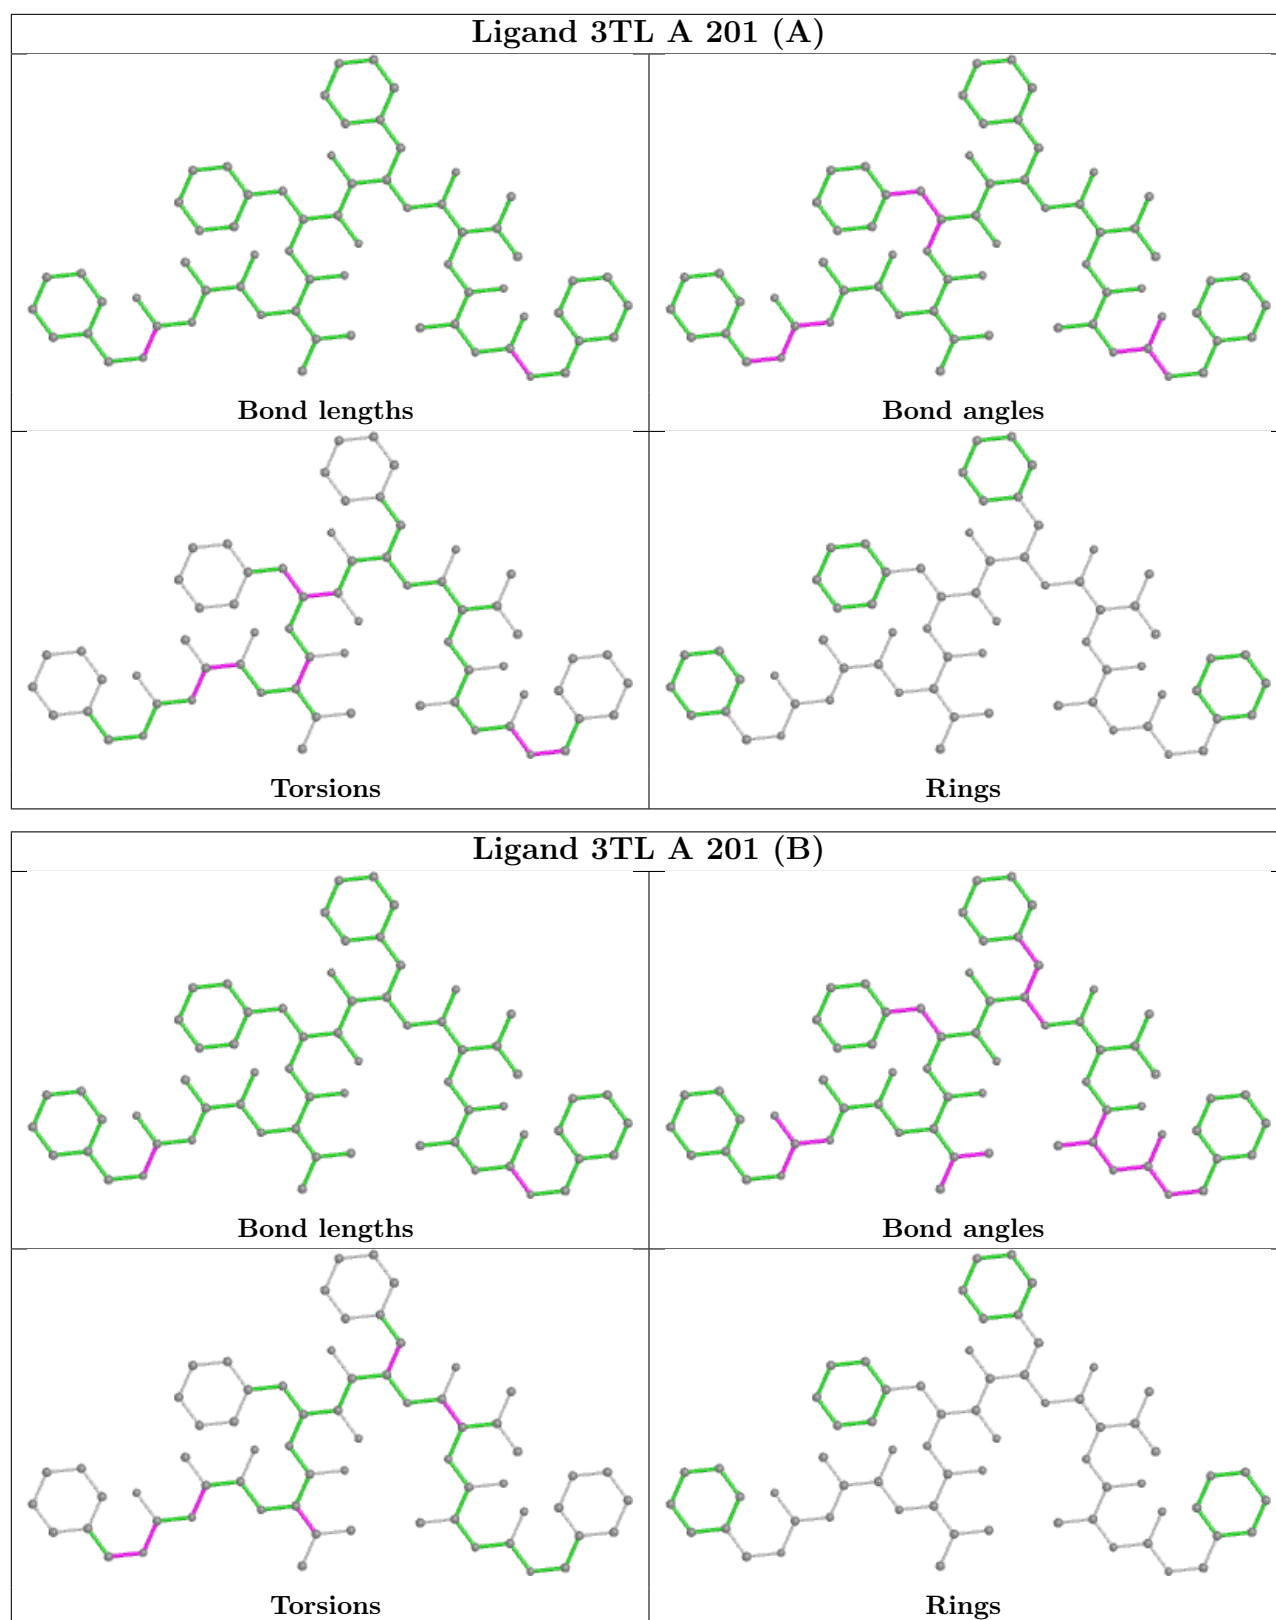 Ligand 3TL A 201 (A)
Bond lengths
Bond angles
Torsions
Rings
Ligand 3TL A 201 (B)
Bond lengths
Bond angles
Torsions
Rings